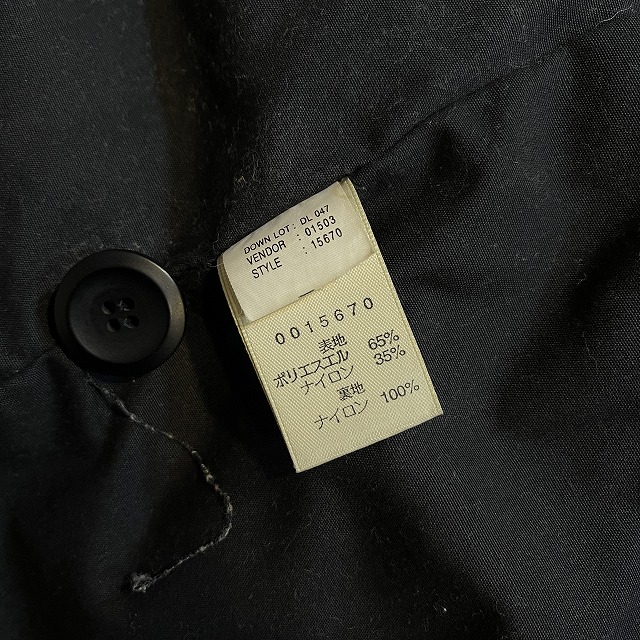 DOWN LOT : DL 047
VENDOR : 01503
STYLE : 15670
0015670
表地
ポリエステル 65%
ナイロン 35%
裏地
ナイロン 100%